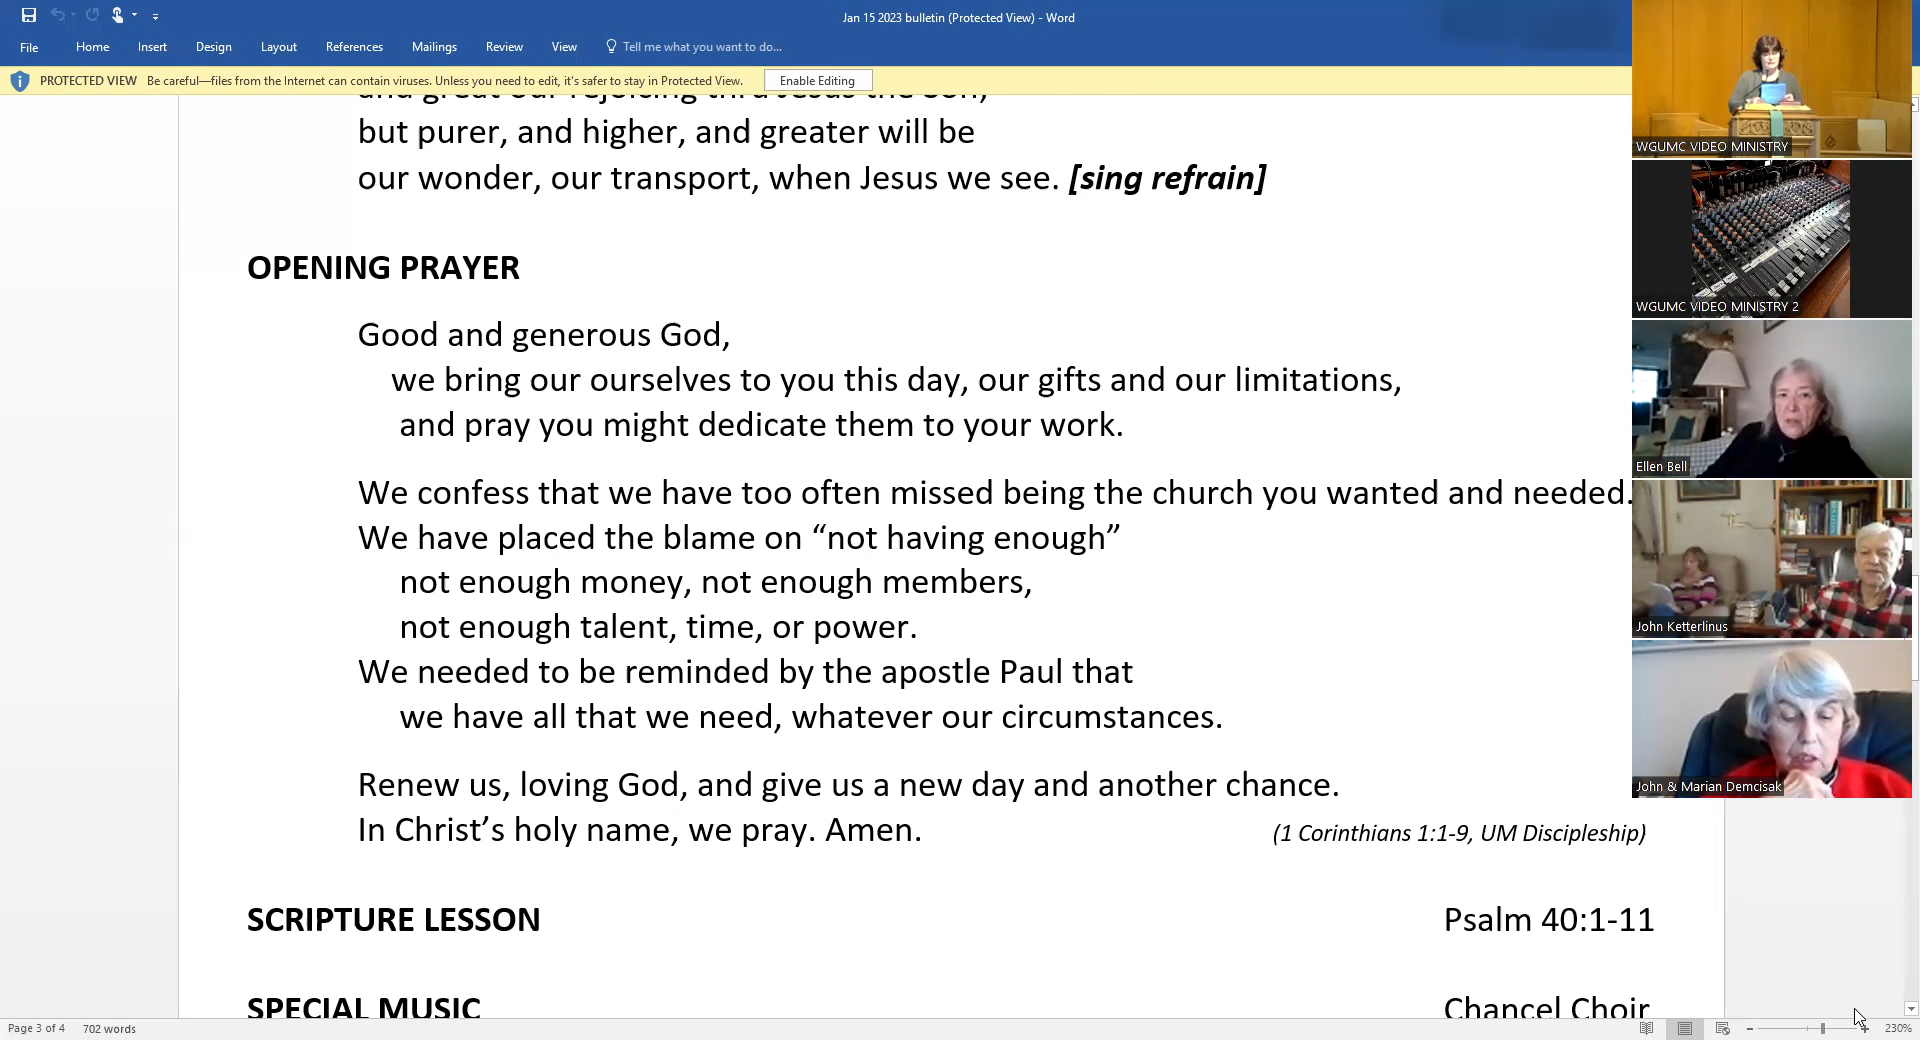 Jan 15 2023 bulletin (Protected View) - Word
File Home Insert Design Layout References Mailings Review View Tell me what you want to do...
PROTECTED VIEW Be careful—files from the Internet can contain viruses. Unless you need to edit, it's safer to stay in Protected View. Enable Editing
and great our rejoicing thru Jesus the Son,
but purer, and higher, and greater will be
our wonder, our transport, when Jesus we see. [sing refrain]
OPENING PRAYER
Good and generous God,
we bring our ourselves to you this day, our gifts and our limitations,
and pray you might dedicate them to your work.
We confess that we have too often missed being the church you wanted and needed.
We have placed the blame on “not having enough”
not enough money, not enough members,
not enough talent, time, or power.
We needed to be reminded by the apostle Paul that
we have all that we need, whatever our circumstances.
Renew us, loving God, and give us a new day and another chance.
In Christ’s holy name, we pray. Amen. (1 Corinthians 1:1-9, UM Discipleship)
SCRIPTURE LESSON Psalm 40:1-11
SPECIAL MUSIC Chancel Choir
WGUMC VIDEO MINISTRY
WGUMC VIDEO MINISTRY 2
Ellen Bell
John Ketterlinus
John & Marian Demcisak
Page 3 of 4 702 words 230%